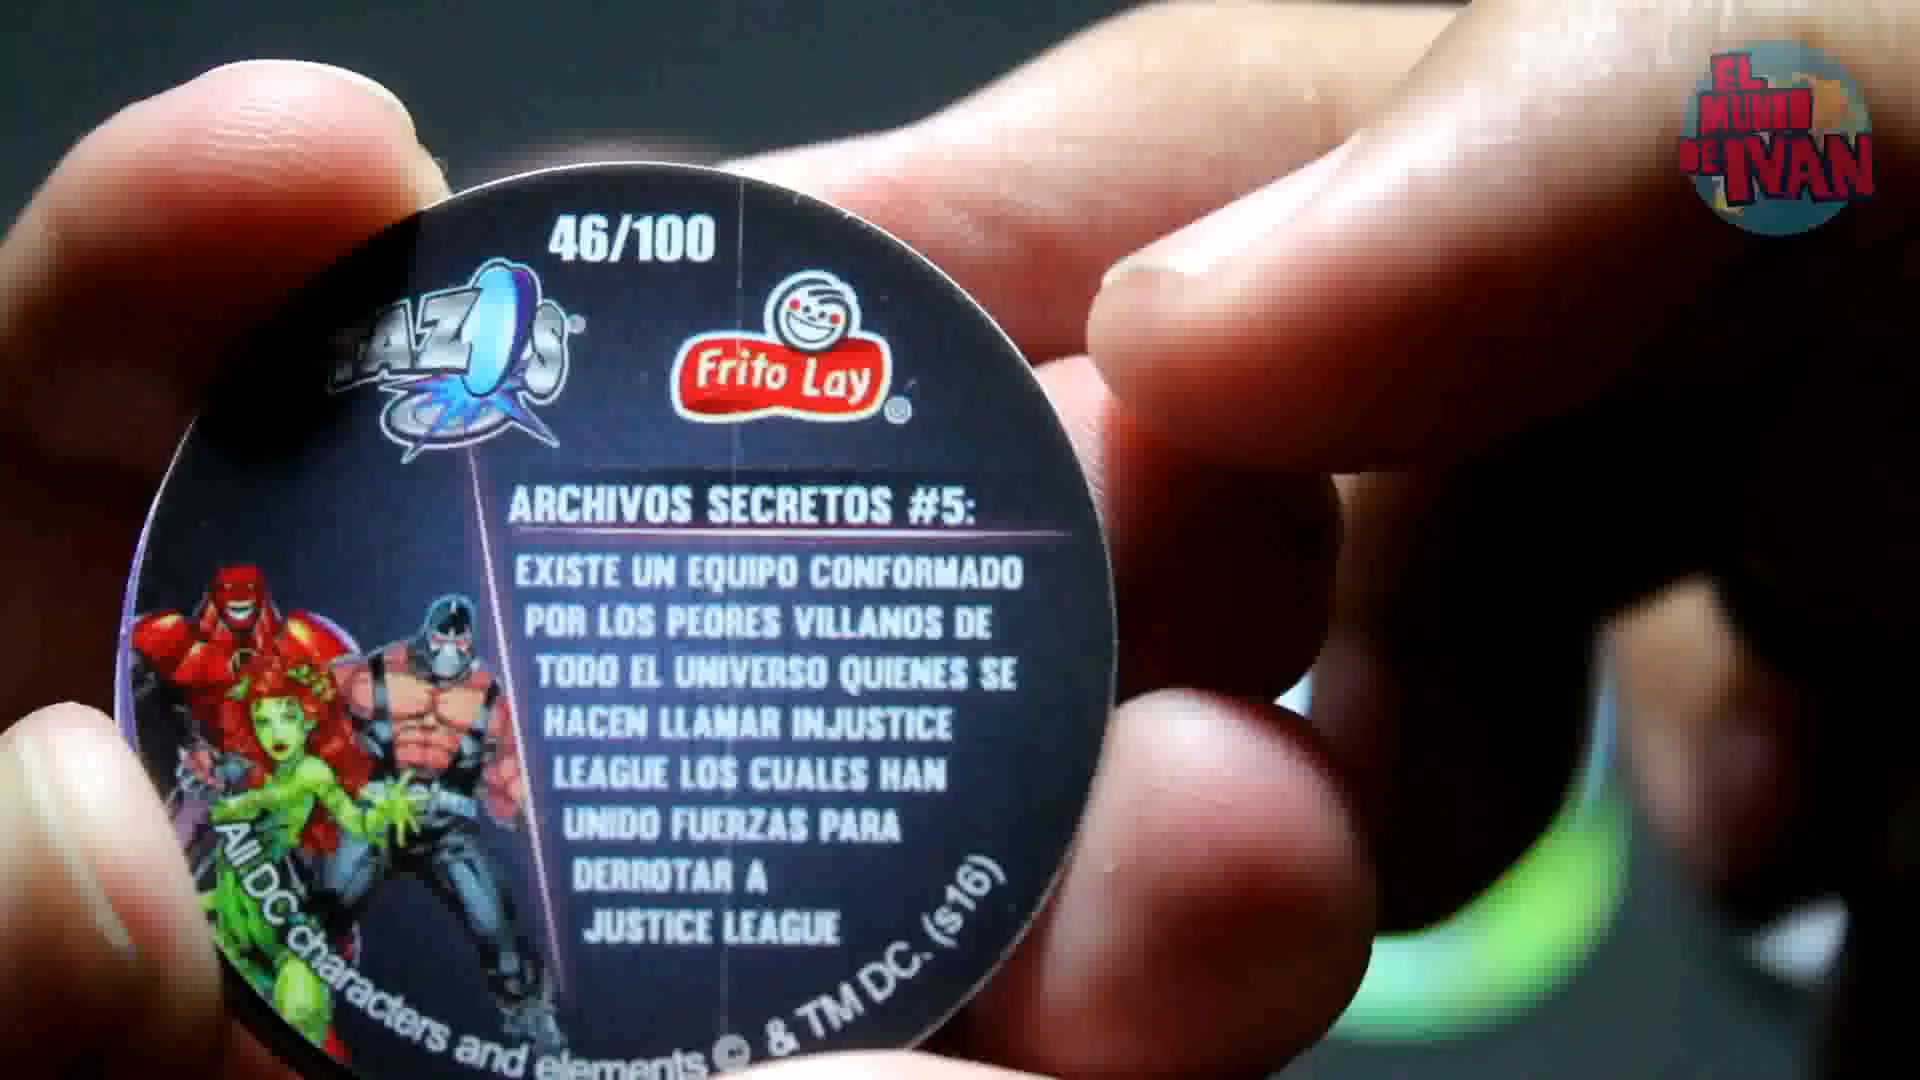 EL
MUNDO
DE IVAN
46/100
TAZOS®
Frito Lay®
ARCHIVOS SECRETOS #5:
EXISTE UN EQUIPO CONFORMADO
POR LOS PEORES VILLANOS DE
TODO EL UNIVERSO QUIENES SE
HACEN LLAMAR INJUSTICE
LEAGUE LOS CUALES HAN
UNIDO FUERZAS PARA
DERROTAR A
JUSTICE LEAGUE
All DC characters and elements © & TM DC. (s16)